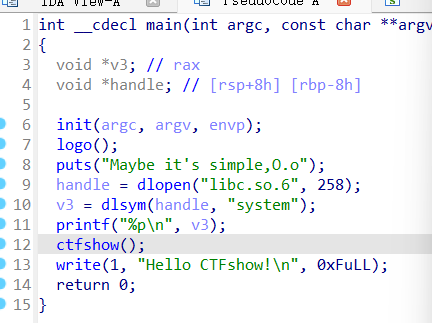 IDA View-A Pseudocode A
1 int __cdecl main(int argc, const char **argv
2 {
3 void *v3; // rax
4 void *handle; // [rsp+8h] [rbp-8h]
5
6 init(argc, argv, envp);
7 logo();
8 puts("Maybe it's simple,O.o");
9 handle = dlopen("libc.so.6", 258);
10 v3 = dlsym(handle, "system");
11 printf("%p\n", v3);
12 ctfshow();
13 write(1, "Hello CTFshow!\n", 0xFuLL);
14 return 0;
15 }